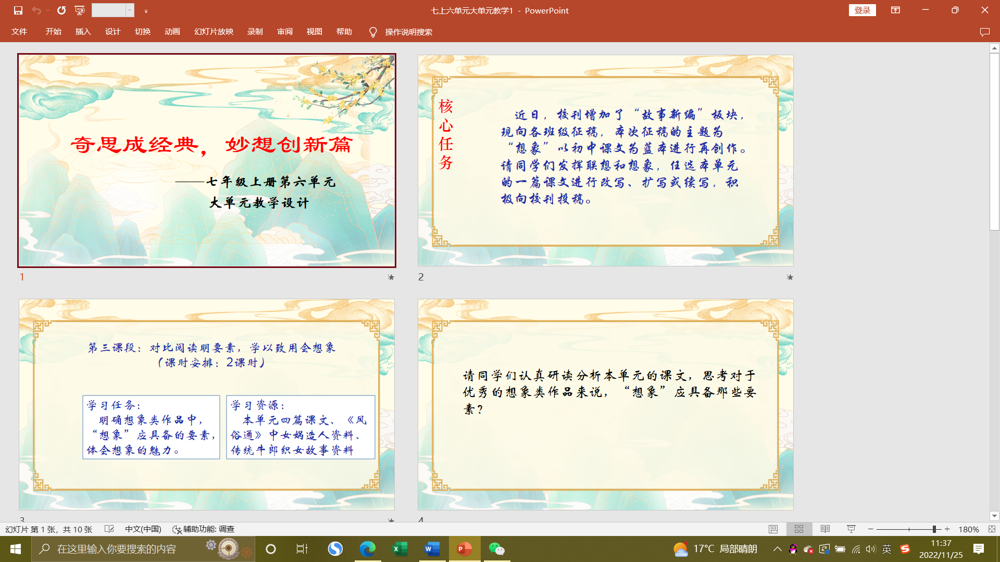 七上六单元大单元教学1 - PowerPoint
登录
文件 开始 插入 设计 切换 动画 幻灯片放映 录制 审阅 视图 帮助 操作说明搜索
奇思成经典，妙想创新篇
——七年级上册第六单元
大单元教学设计
1
核心任务
近日，校刊增加了“故事新编”板块，
现向各班级征稿，本次征稿的主题为
“想象”以初中课文为蓝本进行再创作。
请同学们发挥联想和想象，任选本单元
的一篇课文进行改写、扩写或续写，积
极向校刊投稿。
2
第三课段：对比阅读明要素，学以致用会想象
（课时安排：2课时）
学习任务：
明确想象类作品中，
“想象”应具备的要素，
体会想象的魅力。
学习资源：
本单元四篇课文、《风
俗通》中女娲造人资料、
传统牛郎织女故事资料
3
请同学们认真研读分析本单元的课文，思考对于
优秀的想象类作品来说，“想象”应具备那些要
素？
4
幻灯片 第 1 张，共 10 张 中文(中国) 辅助功能: 调查 180%
在这里输入你要搜索的内容
17°C 局部晴朗
英
11:37
2022/11/25